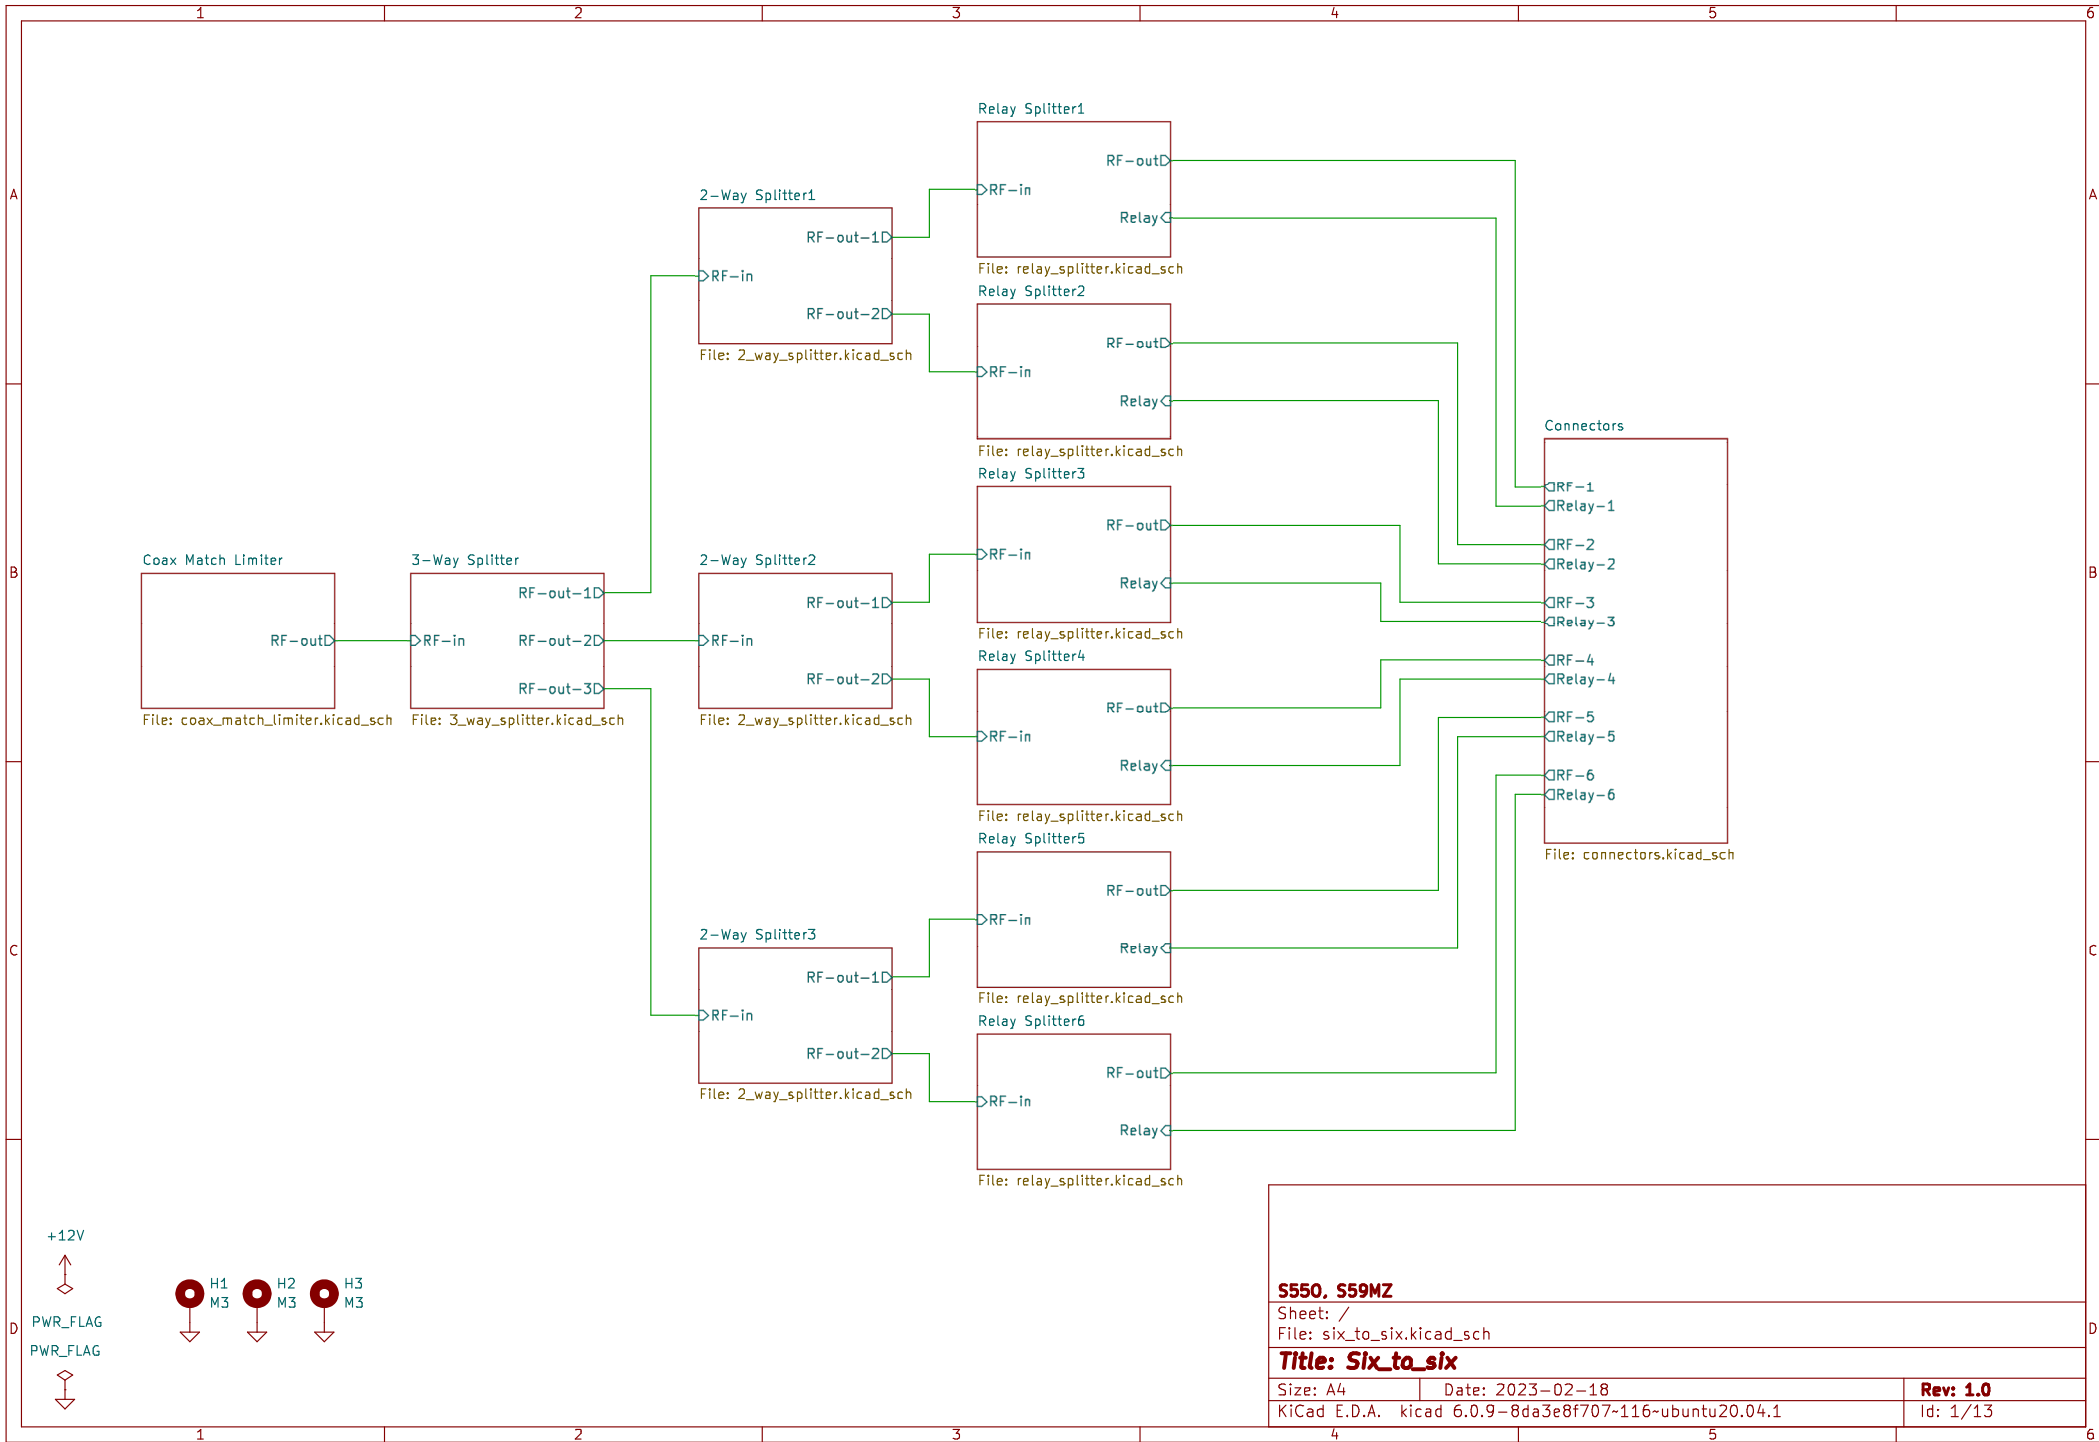 1 2 3 4 5 6
A
B
C
D
A
B
C
D
Coax Match Limiter
RF-out
File: coax_match_limiter.kicad_sch
3-Way Splitter
RF-out-1
RF-in
RF-out-2
RF-out-3
File: 3_way_splitter.kicad_sch
2-Way Splitter1
RF-out-1
RF-in
RF-out-2
File: 2_way_splitter.kicad_sch
2-Way Splitter2
RF-out-1
RF-in
RF-out-2
File: 2_way_splitter.kicad_sch
2-Way Splitter3
RF-out-1
RF-in
RF-out-2
File: 2_way_splitter.kicad_sch
Relay Splitter1
RF-out
RF-in
Relay
File: relay_splitter.kicad_sch
Relay Splitter2
RF-out
RF-in
Relay
File: relay_splitter.kicad_sch
Relay Splitter3
RF-out
RF-in
Relay
File: relay_splitter.kicad_sch
Relay Splitter4
RF-out
RF-in
Relay
File: relay_splitter.kicad_sch
Relay Splitter5
RF-out
RF-in
Relay
File: relay_splitter.kicad_sch
Relay Splitter6
RF-out
RF-in
Relay
File: relay_splitter.kicad_sch
Connectors
RF-1
Relay-1
RF-2
Relay-2
RF-3
Relay-3
RF-4
Relay-4
RF-5
Relay-5
RF-6
Relay-6
File: connectors.kicad_sch
+12V
PWR_FLAG
PWR_FLAG
H1
M3
H2
M3
H3
M3
S55O, S59MZ
Sheet: /
File: six_to_six.kicad_sch
Title: Six_to_six
Size: A4 Date: 2023-02-18 Rev: 1.0
KiCad E.D.A. kicad 6.0.9-8da3e8f707~116~ubuntu20.04.1 Id: 1/13
1 2 3 4 5 6